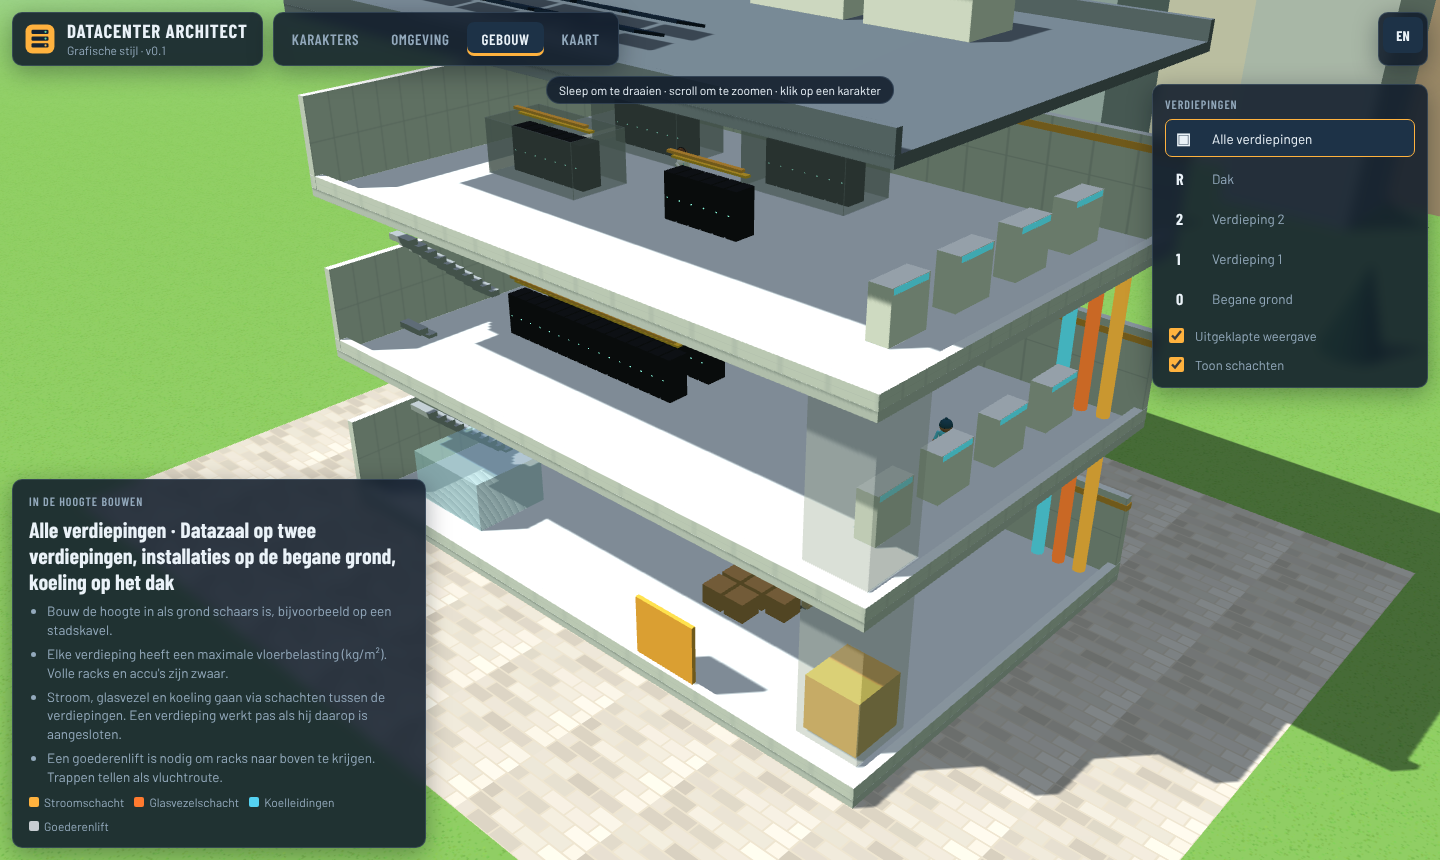 DATACENTER ARCHITECT
Grafische stijl · v0.1
KARAKTERS
OMGEVING
GEBOUW
KAART
EN
Sleep om te draaien · scroll om te zoomen · klik op een karakter
VERDIEPINGEN
Alle verdiepingen
R Dak
2 Verdieping 2
1 Verdieping 1
0 Begane grond
Uitgeklapte weergave
Toon schachten
IN DE HOOGTE BOUWEN
Alle verdiepingen · Datazaal op twee
verdiepingen, installaties op de begane grond,
koeling op het dak
Bouw de hoogte in als grond schaars is, bijvoorbeeld op een
stadskavel.
Elke verdieping heeft een maximale vloerbelasting (kg/m²).
Volle racks en accu's zijn zwaar.
Stroom, glasvezel en koeling gaan via schachten tussen de
verdiepingen. Een verdieping werkt pas als hij daarop is
aangesloten.
Een goederenlift is nodig om racks naar boven te krijgen.
Trappen tellen als vluchtroute.
Stroomschacht Glasvezelschacht Koelleidingen
Goederenlift